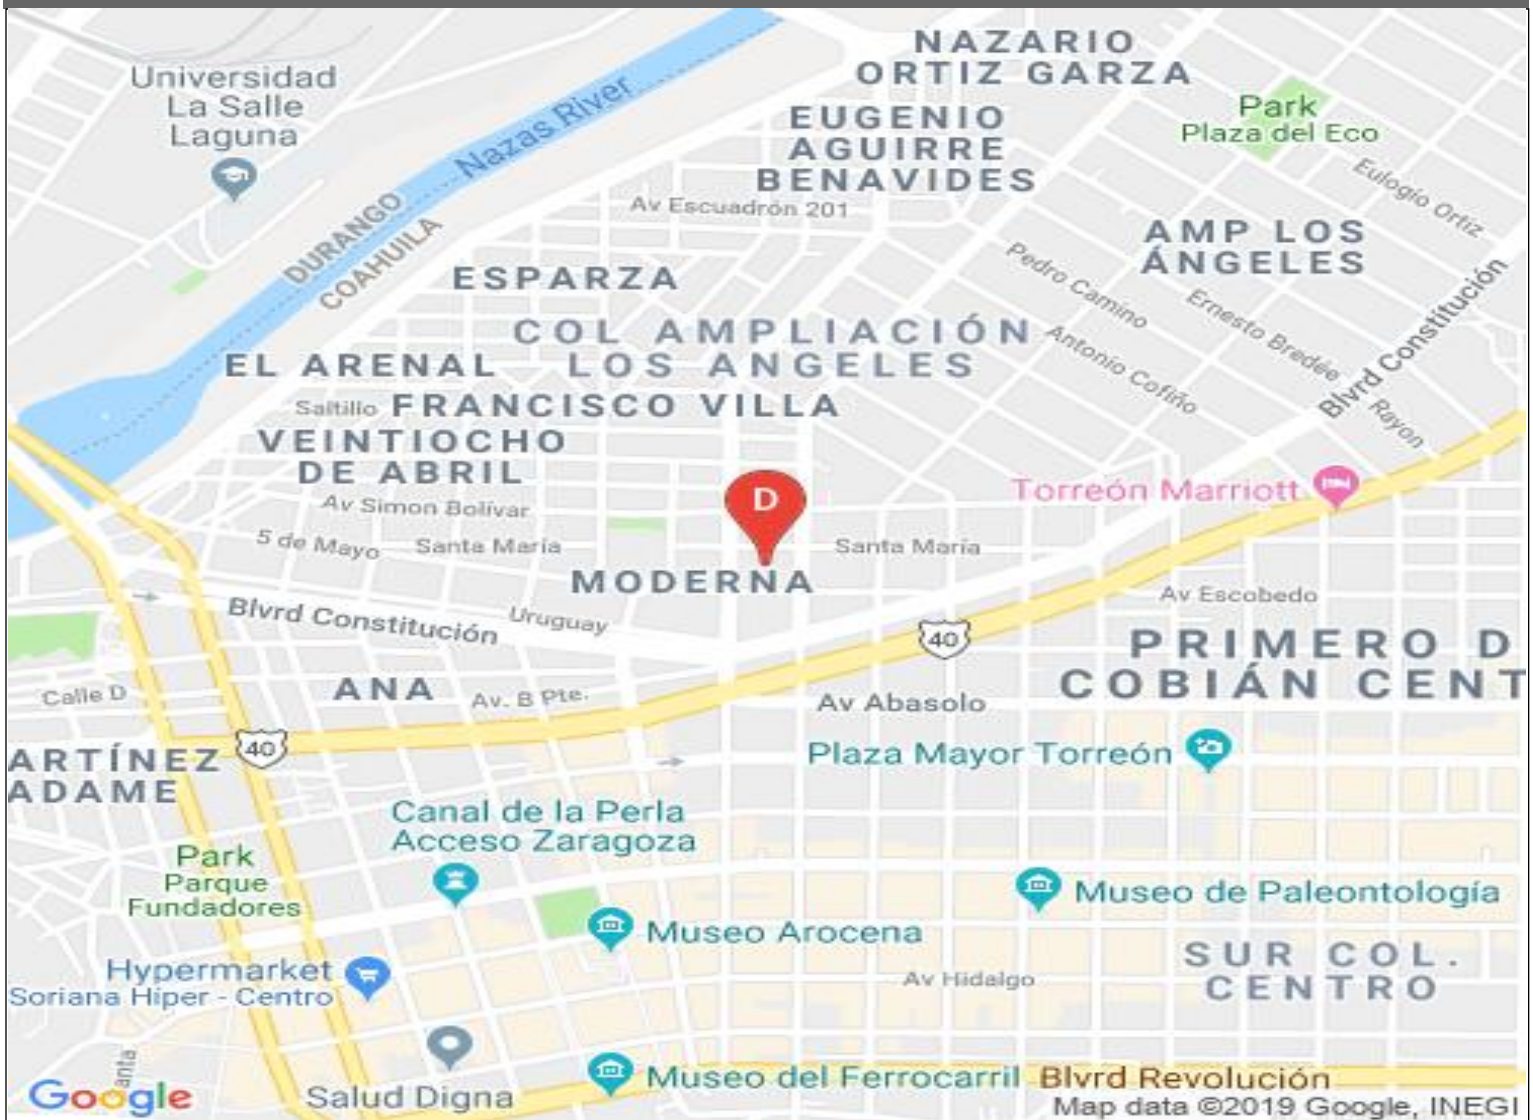 NAZARIO
ORTIZ GARZA
Universidad
La Salle
Laguna
Nazas River
EUGENIO
AGUIRRE
BENAVIDES
Park
Plaza del Eco
Eulogio Ortiz
Av Escuadrón 201
DURANGO
COAHUILA
AMP LOS
ÁNGELES
ESPARZA
Pedro Camino
Ernesto Bredée
Blvrd Constitución
COL AMPLIACIÓN
LOS ANGELES
Antonio Cofiño
EL ARENAL
Saltillo
FRANCISCO VILLA
Rayon
VEINTIOCHO
DE ABRIL
D
Torreón Marriott
Av Simon Bolívar
5 de Mayo
Santa María
Santa María
MODERNA
Av Escobedo
Blvrd Constitución
Uruguay
40
PRIMERO D
COBIÁN CENT
Calle D
ANA
Av. B Pte.
Av Abasolo
40
ARTÍNEZ
ADAME
Plaza Mayor Torreón
Canal de la Perla
Acceso Zaragoza
Park
Parque
Fundadores
Museo de Paleontología
Museo Arocena
SUR COL.
CENTRO
Hypermarket
Soriana Híper - Centro
Av Hidalgo
anta
Google
Salud Digna
Museo del Ferrocarril
Blvrd Revolución
Map data ©2019 Google, INEGI